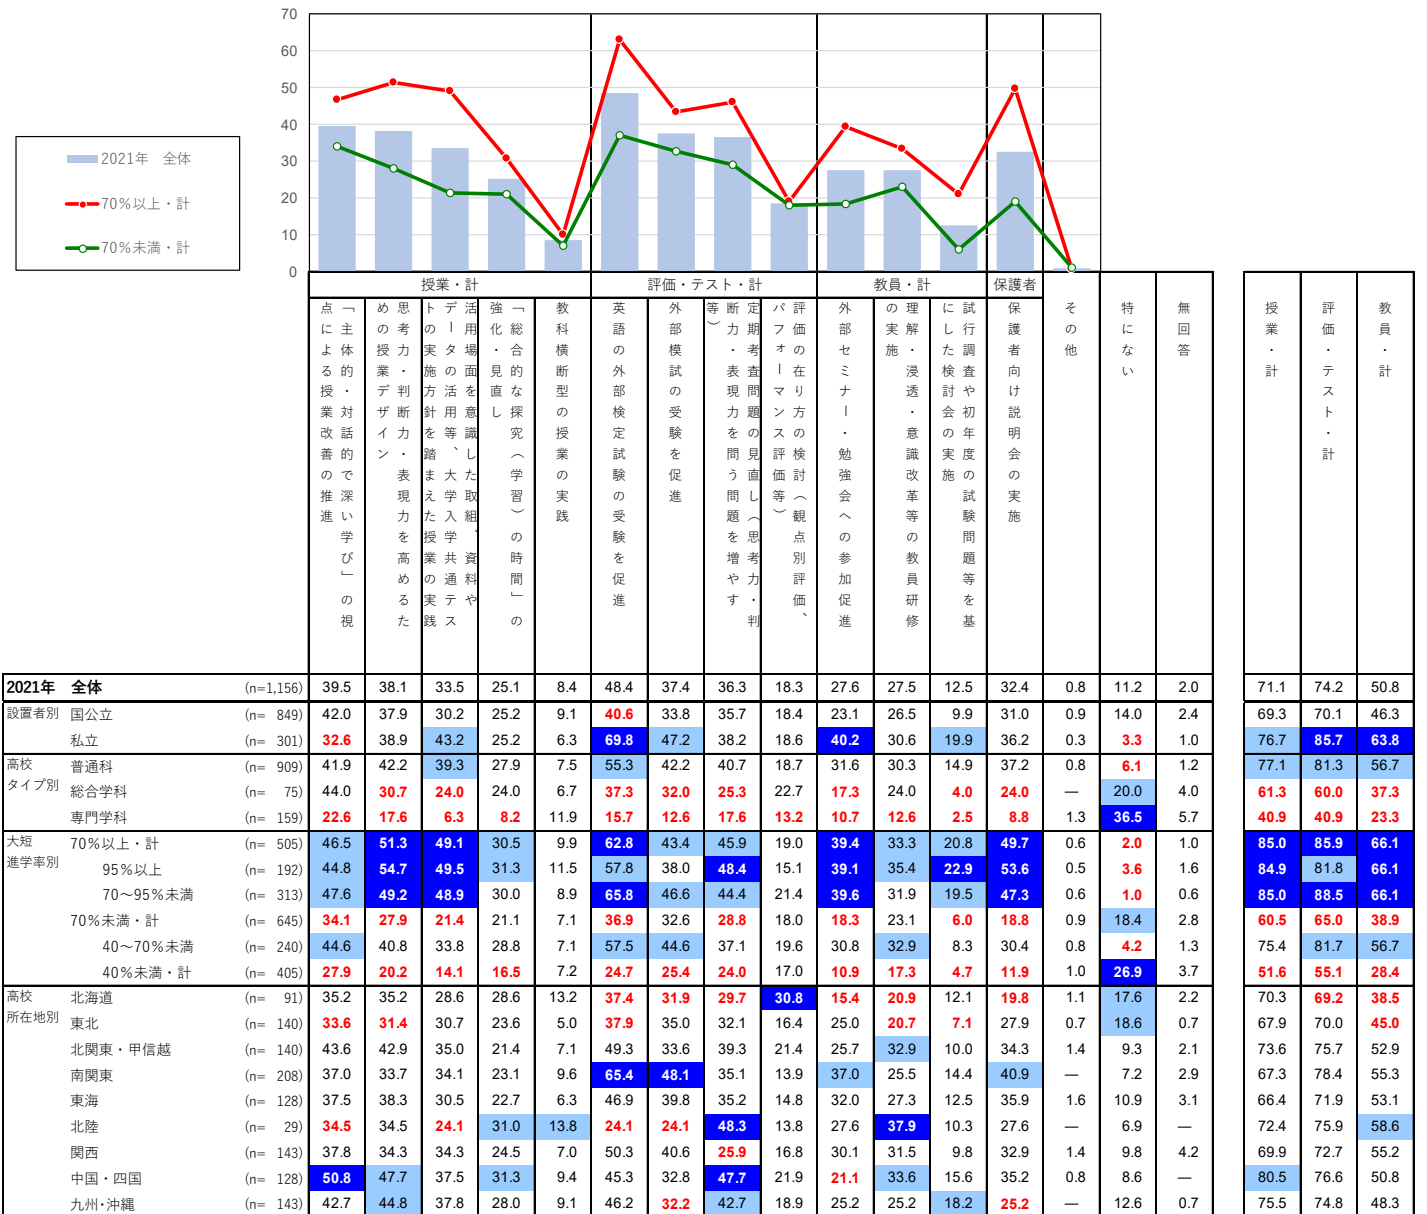 70
60
50
40
30
20
10
0
2021年 全体
70%以上・計
70%未満・計
授業・計
評価・テスト・計
教員・計
保護者
「主体的・対話的で深い学び」の視
点による授業改善の推進
思考力・判断力・表現力を高めるた
めの授業デザイン
活用場面を意識した取組、資料や
データの活用等、大学入学共通テス
トの実施方針を踏まえた授業の実践
「総合的な探究（学習）の時間」の
強化・見直し
教科横断型の授業の実践
英語の外部検定試験の受験を促進
外部模試の受験を促進
定期考査問題の見直し（思考力・判
断力・表現力を問う問題を増やす
等）
評価の在り方の検討（観点別評価、
パフォーマンス評価等）
外部セミナー・勉強会への参加促進
理解・浸透・意識改革等の教員研修
の実施
試行調査や初年度の試験問題等を基
にした検討会の実施
保護者向け説明会の実施
その他
特にない
無回答
授業・計
評価・テスト・計
教員・計
2021年 全体 (n=1,156) 39.5 38.1 33.5 25.1 8.4 48.4 37.4 36.3 18.3 27.6 27.5 12.5 32.4 0.8 11.2 2.0 71.1 74.2 50.8
設置者別 国公立 (n= 849) 42.0 37.9 30.2 25.2 9.1 40.6 33.8 35.7 18.4 23.1 26.5 9.9 31.0 0.9 14.0 2.4 69.3 70.1 46.3
私立 (n= 301) 32.6 38.9 43.2 25.2 6.3 69.8 47.2 38.2 18.6 40.2 30.6 19.9 36.2 0.3 3.3 1.0 76.7 85.7 63.8
高校
タイプ別
普通科 (n= 909) 41.9 42.2 39.3 27.9 7.5 55.3 42.2 40.7 18.7 31.6 30.3 14.9 37.2 0.8 6.1 1.2 77.1 81.3 56.7
総合学科 (n= 75) 44.0 30.7 24.0 24.0 6.7 37.3 32.0 25.3 22.7 17.3 24.0 4.0 24.0 — 20.0 4.0 61.3 60.0 37.3
専門学科 (n= 159) 22.6 17.6 6.3 8.2 11.9 15.7 12.6 17.6 13.2 10.7 12.6 2.5 8.8 1.3 36.5 5.7 40.9 40.9 23.3
大短
進学率別
70%以上・計 (n= 505) 46.5 51.3 49.1 30.5 9.9 62.8 43.4 45.9 19.0 39.4 33.3 20.8 49.7 0.6 2.0 1.0 85.0 85.9 66.1
95%以上 (n= 192) 44.8 54.7 49.5 31.3 11.5 57.8 38.0 48.4 15.1 39.1 35.4 22.9 53.6 0.5 3.6 1.6 84.9 81.8 66.1
70〜95%未満 (n= 313) 47.6 49.2 48.9 30.0 8.9 65.8 46.6 44.4 21.4 39.6 31.9 19.5 47.3 0.6 1.0 0.6 85.0 88.5 66.1
70%未満・計 (n= 645) 34.1 27.9 21.4 21.1 7.1 36.9 32.6 28.8 18.0 18.3 23.1 6.0 18.8 0.9 18.4 2.8 60.5 65.0 38.9
40〜70%未満 (n= 240) 44.6 40.8 33.8 28.8 7.1 57.5 44.6 37.1 19.6 30.8 32.9 8.3 30.4 0.8 4.2 1.3 75.4 81.7 56.7
40%未満・計 (n= 405) 27.9 20.2 14.1 16.5 7.2 24.7 25.4 24.0 17.0 10.9 17.3 4.7 11.9 1.0 26.9 3.7 51.6 55.1 28.4
高校
所在地別
北海道 (n= 91) 35.2 35.2 28.6 28.6 13.2 37.4 31.9 29.7 30.8 15.4 20.9 12.1 19.8 1.1 17.6 2.2 70.3 69.2 38.5
東北 (n= 140) 33.6 31.4 30.7 23.6 5.0 37.9 35.0 32.1 16.4 25.0 20.7 7.1 27.9 0.7 18.6 0.7 67.9 70.0 45.0
北関東・甲信越 (n= 140) 43.6 42.9 35.0 21.4 7.1 49.3 33.6 39.3 21.4 25.7 32.9 10.0 34.3 1.4 9.3 2.1 73.6 75.7 52.9
南関東 (n= 208) 37.0 33.7 34.1 23.1 9.6 65.4 48.1 35.1 13.9 37.0 25.5 14.4 40.9 — 7.2 2.9 67.3 78.4 55.3
東海 (n= 128) 37.5 38.3 30.5 22.7 6.3 46.9 39.8 35.2 14.8 32.0 27.3 12.5 35.9 1.6 10.9 3.1 66.4 71.9 53.1
北陸 (n= 29) 34.5 34.5 24.1 31.0 13.8 24.1 24.1 48.3 13.8 27.6 37.9 10.3 27.6 — 6.9 — 72.4 75.9 58.6
関西 (n= 143) 37.8 34.3 34.3 24.5 7.0 50.3 40.6 25.9 16.8 30.1 31.5 9.8 32.9 1.4 9.8 4.2 69.9 72.7 55.2
中国・四国 (n= 128) 50.8 47.7 37.5 31.3 9.4 45.3 32.8 47.7 21.9 21.1 33.6 15.6 35.2 0.8 8.6 — 80.5 76.6 50.8
九州・沖縄 (n= 143) 42.7 44.8 37.8 28.0 9.1 46.2 32.2 42.7 18.9 25.2 25.2 18.2 25.2 — 12.6 0.7 75.5 74.8 48.3